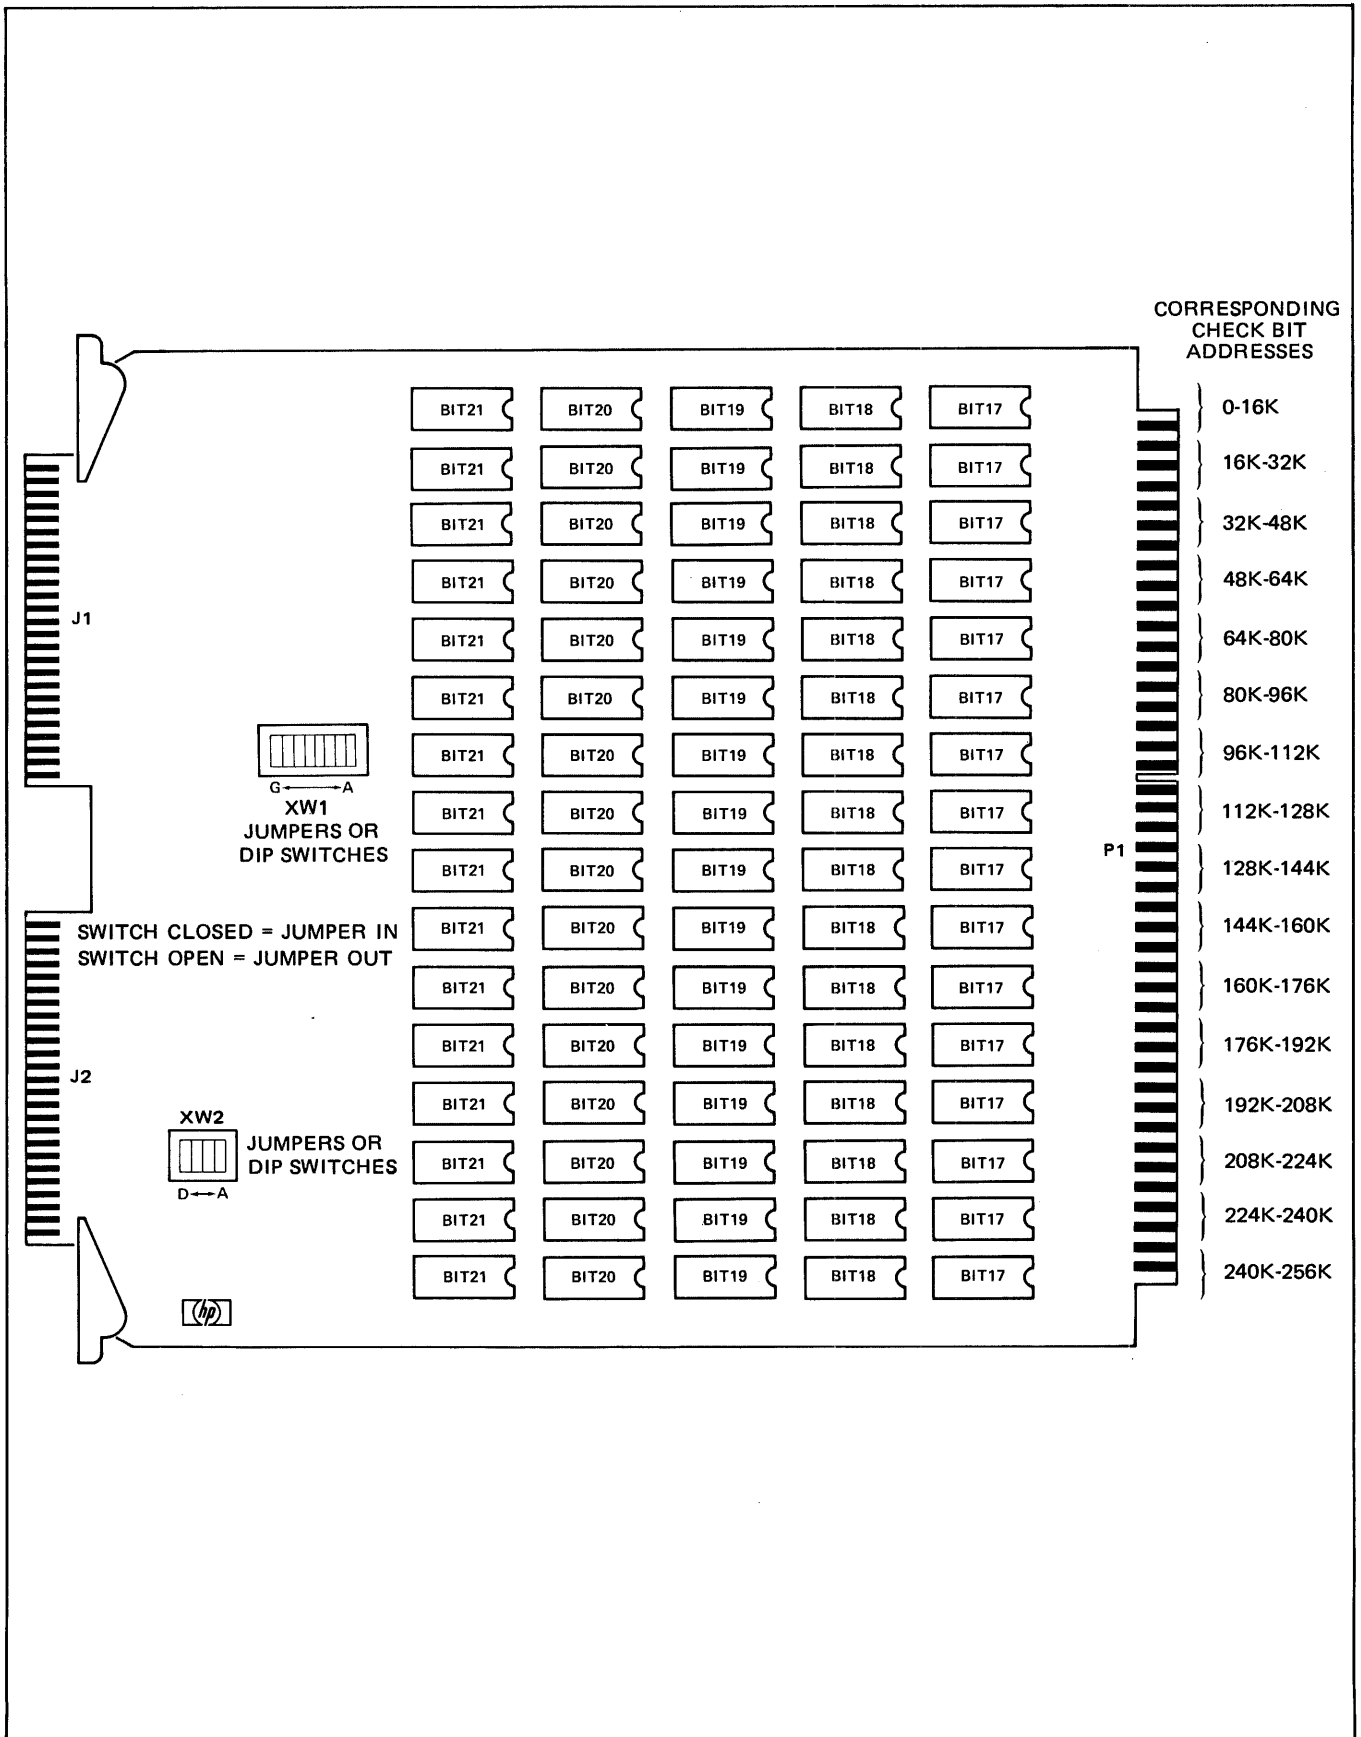 CORRESPONDING
CHECK BIT
ADDRESSES
BIT21 BIT20 BIT19 BIT18 BIT17 0-16K
BIT21 BIT20 BIT19 BIT18 BIT17 16K-32K
BIT21 BIT20 BIT19 BIT18 BIT17 32K-48K
BIT21 BIT20 BIT19 BIT18 BIT17 48K-64K
J1
BIT21 BIT20 BIT19 BIT18 BIT17 64K-80K
BIT21 BIT20 BIT19 BIT18 BIT17 80K-96K
BIT21 BIT20 BIT19 BIT18 BIT17 96K-112K
G A
XW1
JUMPERS OR
DIP SWITCHES
BIT21 BIT20 BIT19 BIT18 BIT17 112K-128K
P1
BIT21 BIT20 BIT19 BIT18 BIT17 128K-144K
SWITCH CLOSED = JUMPER IN
SWITCH OPEN = JUMPER OUT
BIT21 BIT20 BIT19 BIT18 BIT17 144K-160K
BIT21 BIT20 BIT19 BIT18 BIT17 160K-176K
BIT21 BIT20 BIT19 BIT18 BIT17 176K-192K
J2
BIT21 BIT20 BIT19 BIT18 BIT17 192K-208K
XW2
JUMPERS OR
DIP SWITCHES
D A
BIT21 BIT20 BIT19 BIT18 BIT17 208K-224K
BIT21 BIT20 BIT19 BIT18 BIT17 224K-240K
BIT21 BIT20 BIT19 BIT18 BIT17 240K-256K
hp